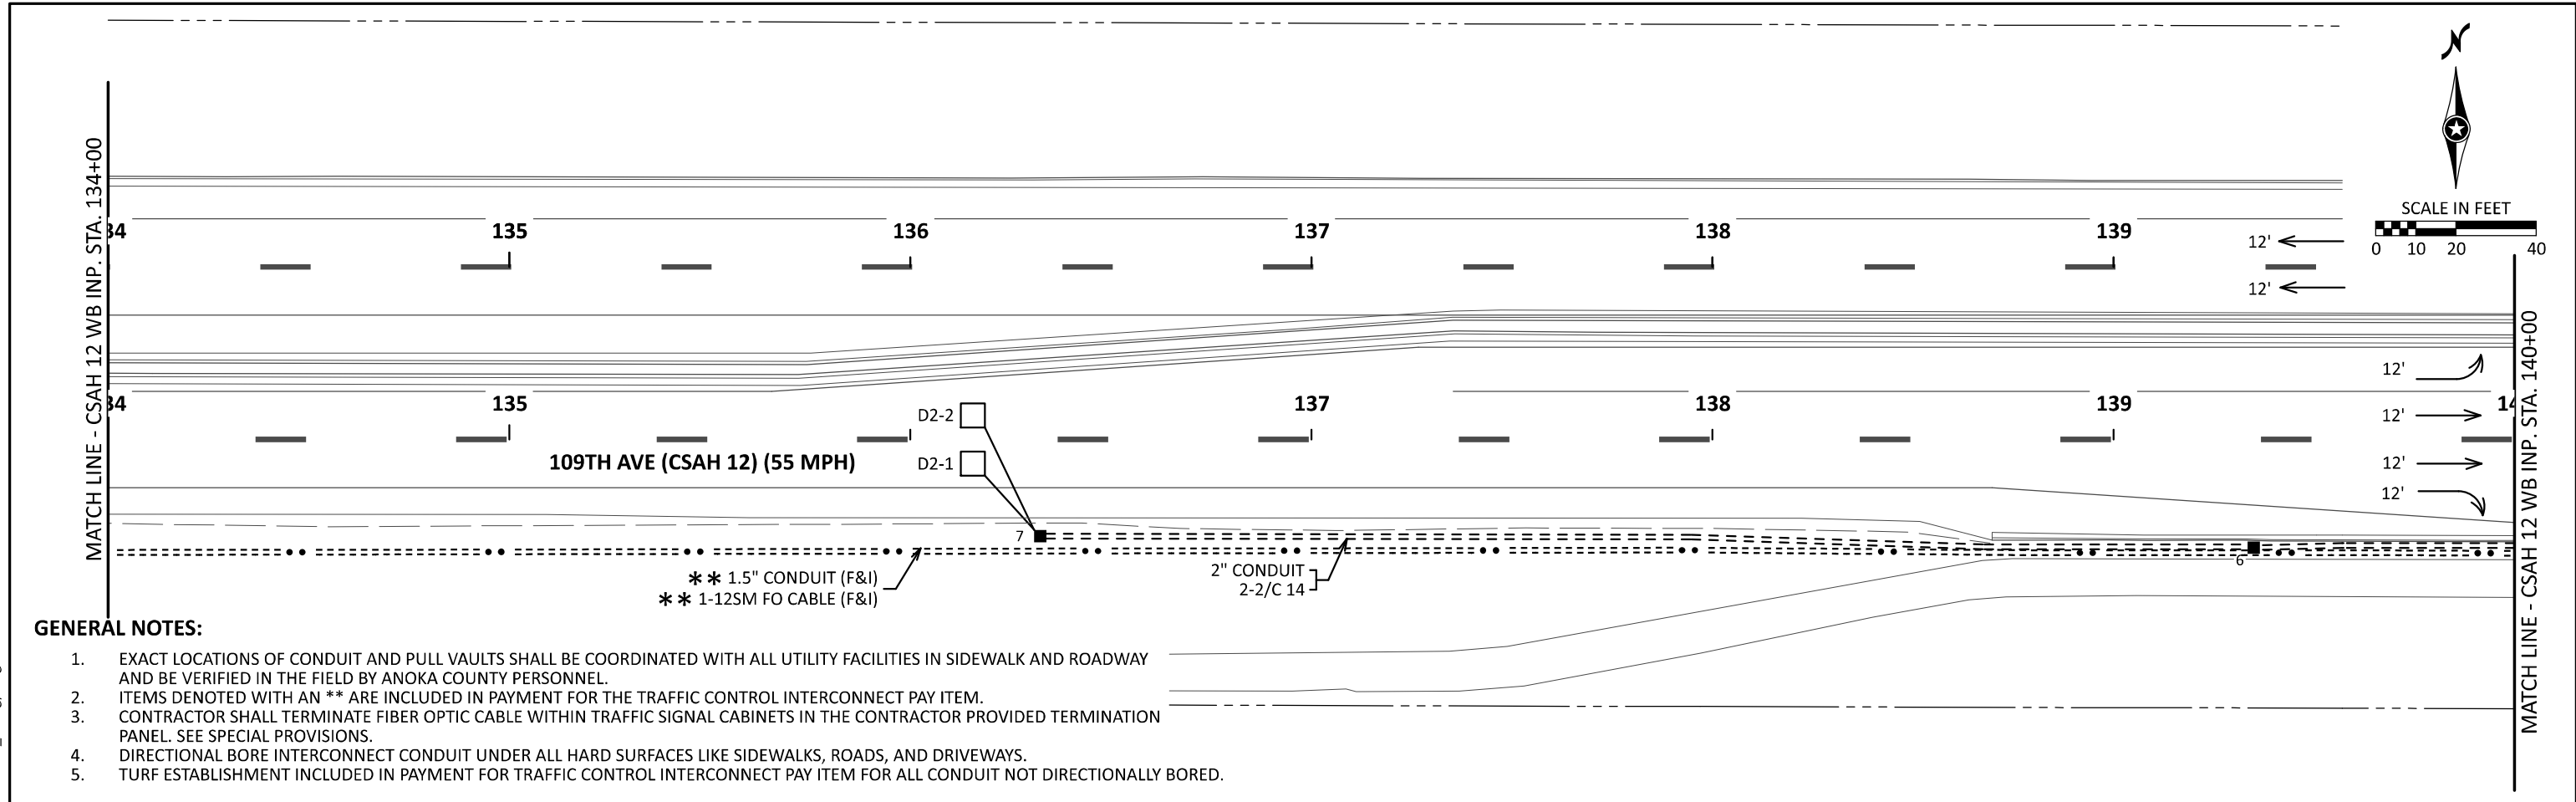 N
SCALE IN FEET
0 10 20 40
MATCH LINE - CSAH 12 WB INP. STA. 134+00
34 135 136 137 138 139
12'
12'
MATCH LINE - CSAH 12 WB INP. STA. 140+00
12'
34 135 137 138 139 14
D2-2
12'
109TH AVE (CSAH 12) (55 MPH)
D2-1
12'
12'
7
6
** 1.5" CONDUIT (F&I)
** 1-12SM FO CABLE (F&I)
2" CONDUIT
2-2/C 14
GENERAL NOTES:
1. EXACT LOCATIONS OF CONDUIT AND PULL VAULTS SHALL BE COORDINATED WITH ALL UTILITY FACILITIES IN SIDEWALK AND ROADWAY
AND BE VERIFIED IN THE FIELD BY ANOKA COUNTY PERSONNEL.
2. ITEMS DENOTED WITH AN ** ARE INCLUDED IN PAYMENT FOR THE TRAFFIC CONTROL INTERCONNECT PAY ITEM.
3. CONTRACTOR SHALL TERMINATE FIBER OPTIC CABLE WITHIN TRAFFIC SIGNAL CABINETS IN THE CONTRACTOR PROVIDED TERMINATION
PANEL. SEE SPECIAL PROVISIONS.
4. DIRECTIONAL BORE INTERCONNECT CONDUIT UNDER ALL HARD SURFACES LIKE SIDEWALKS, ROADS, AND DRIVEWAYS.
5. TURF ESTABLISHMENT INCLUDED IN PAYMENT FOR TRAFFIC CONTROL INTERCONNECT PAY ITEM FOR ALL CONDUIT NOT DIRECTIONALLY BORED.